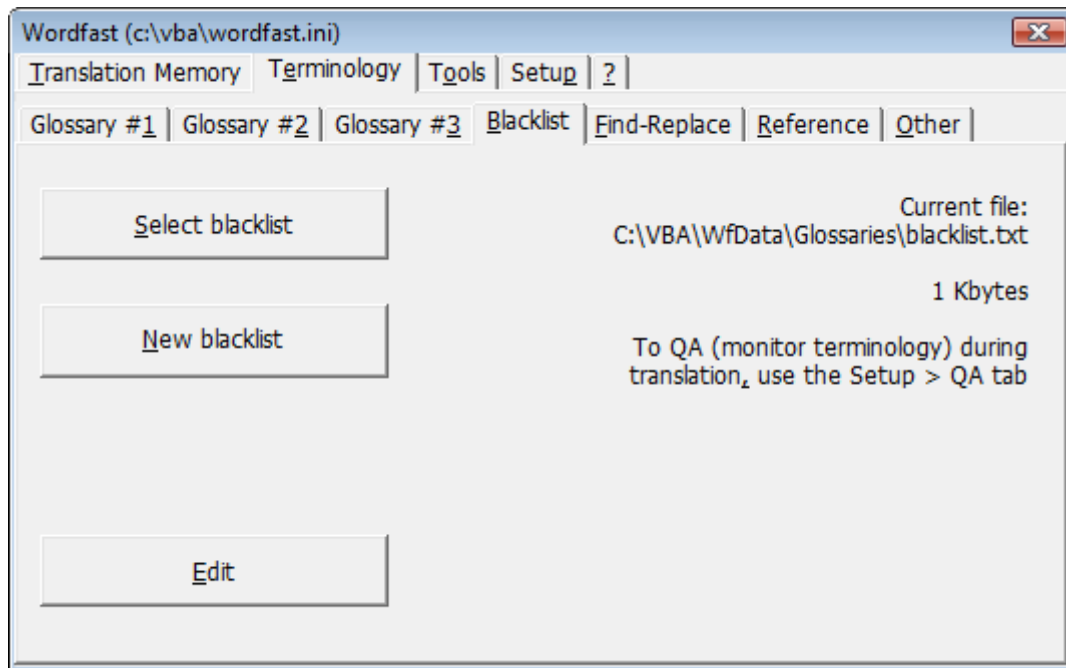 Wordfast (c:\vba\wordfast.ini)
Translation Memory Terminology Tools Setup ?
Glossary #1 Glossary #2 Glossary #3 Blacklist Find-Replace Reference Other
Select blacklist
Current file:
C:\VBA\WfData\Glossaries\blacklist.txt
1 Kbytes
New blacklist
To QA (monitor terminology) during
translation, use the Setup > QA tab
Edit